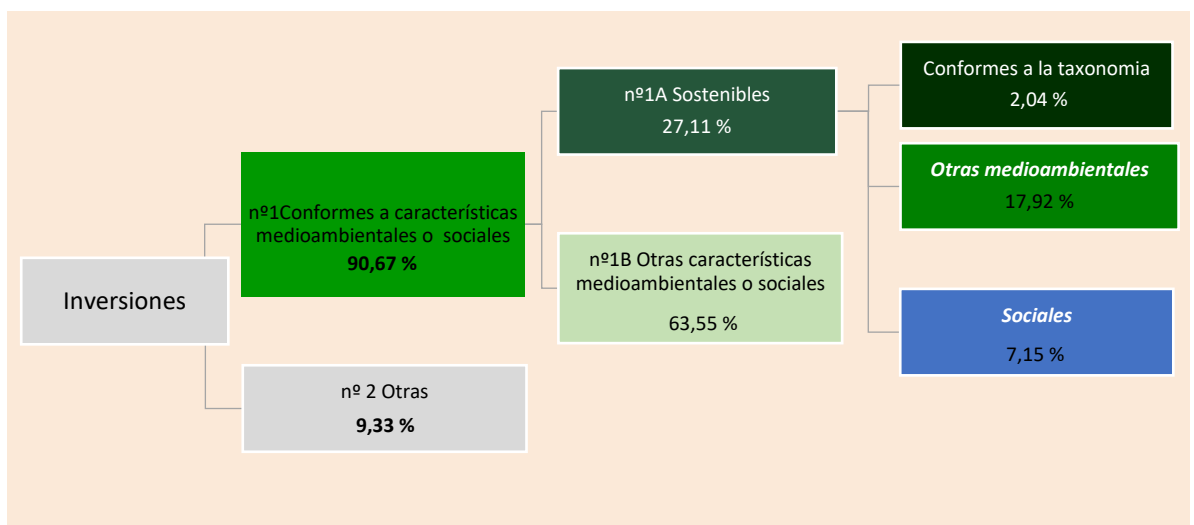 Inversiones
nº1Conformes a características
medioambientales o sociales
90,67 %
nº 2 Otras
9,33 %
nº1A Sostenibles
27,11 %
nº1B Otras características
medioambientales o sociales
63,55 %
Conformes a la taxonomia
2,04 %
Otras medioambientales
17,92 %
Sociales
7,15 %